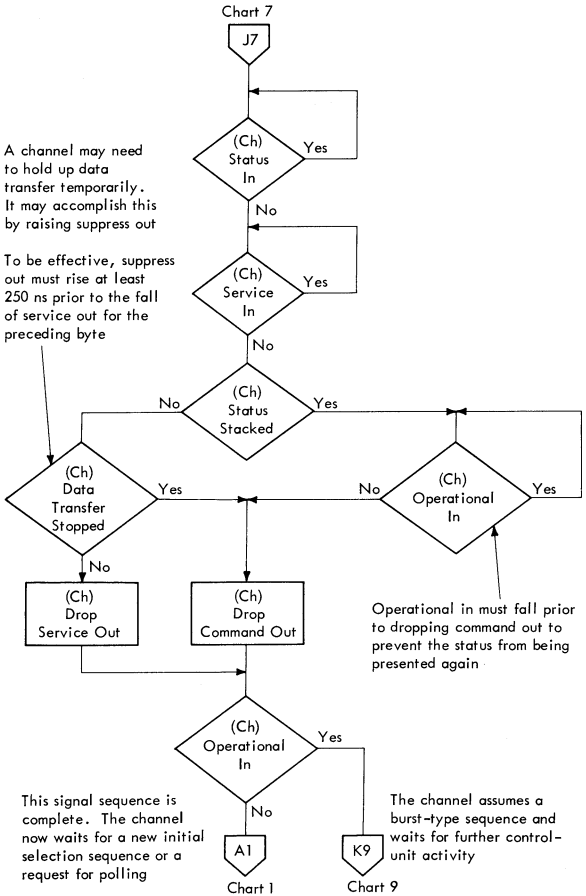 Chart 7
J7
(Ch)
Status
In
Yes
No
A channel may need
to hold up data
transfer temporarily.
It may accomplish this
by raising suppress out
To be effective, suppress
out must rise at least
250 ns prior to the fall
of service out for the
preceding byte
(Ch)
Service
In
Yes
No
(Ch)
Status
Stacked
No
Yes
(Ch)
Data
Transfer
Stopped
Yes
No
(Ch)
Operational
In
No
Yes
(Ch)
Drop
Service Out
(Ch)
Drop
Command Out
Operational in must fall prior
to dropping command out to
prevent the status from being
presented again
(Ch)
Operational
In
Yes
No
This signal sequence is
complete. The channel
now waits for a new initial
selection sequence or a
request for polling
A1
Chart 1
K9
Chart 9
The channel assumes a
burst-type sequence and
waits for further control-
unit activity